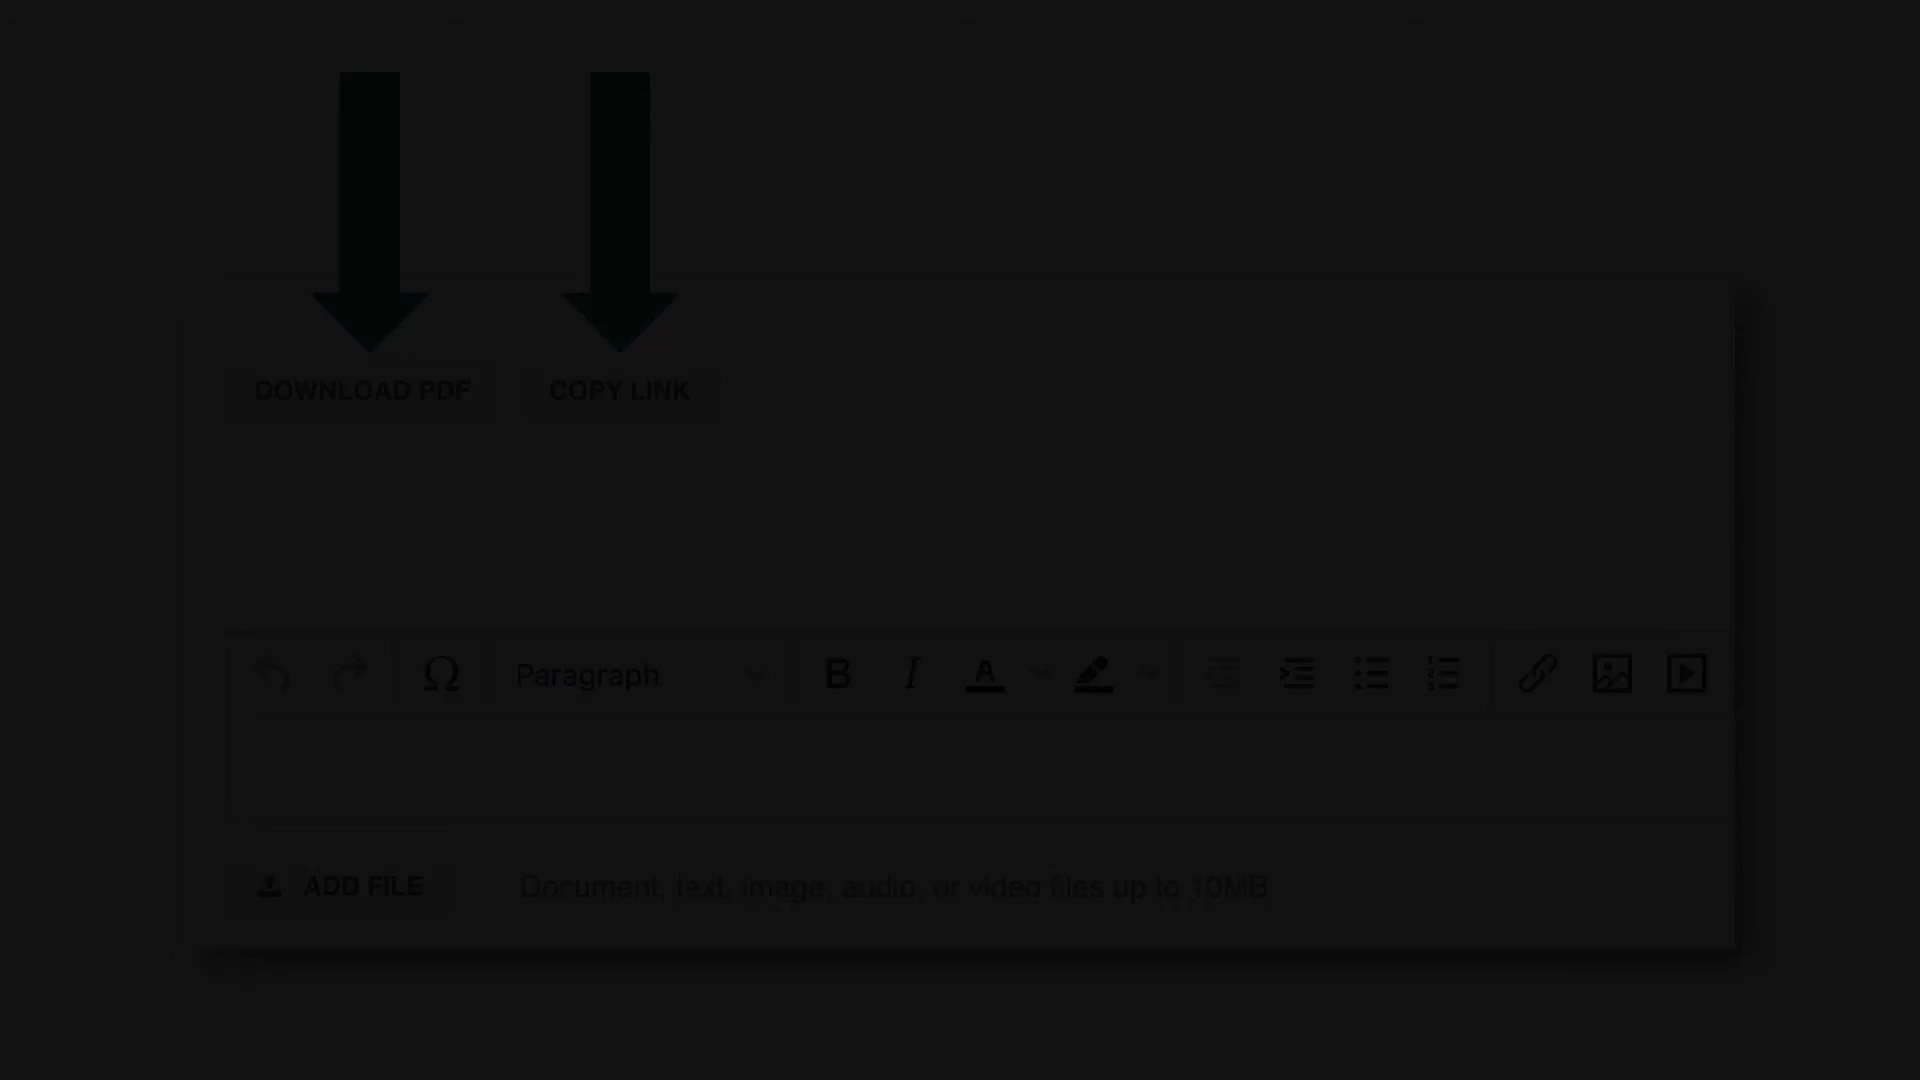 DOWNLOAD PDF COPY LINK
Paragraph
ADD FILE Document, text, image, audio, or video files up to 10MB